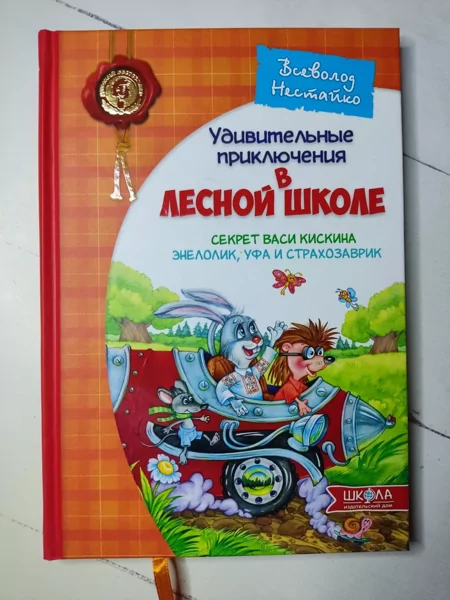 Всеволод
Нестайко
Удивительные
приключения
в
ЛЕСНОЙ ШКОЛЕ
СЕКРЕТ ВАСИ КИСКИНА
ЭНЕЛОЛИК, УФА И СТРАХОЗАВРИК
ШКОЛА
ИЗДАТЕЛЬСКИЙ ДОМ